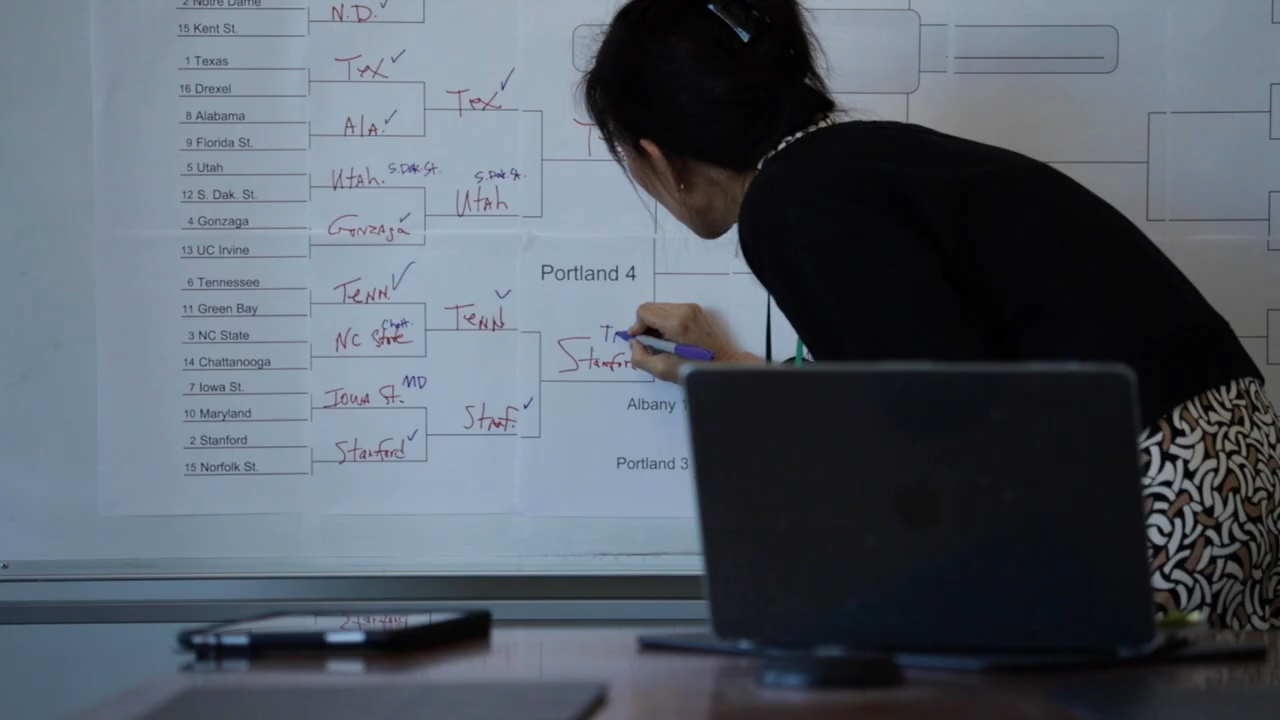 2 Notre Dame
N.D.
15 Kent St.
1 Texas
Tex
16 Drexel
Tex
8 Alabama
Ala.
9 Florida St.
5 Utah
Utah. S.Dak.St.
12 S. Dak. St.
S.Dak.St.
Utah
4 Gonzaga
Gonzaga
13 UC Irvine
6 Tennessee
Tenn.
11 Green Bay
Tenn
3 NC State
Chatt.
NC State
14 Chattanooga
7 Iowa St.
Iowa St. MD
10 Maryland
Stanf.
2 Stanford
Stanford
15 Norfolk St.
Portland 4
Stanford
Albany
Portland 3